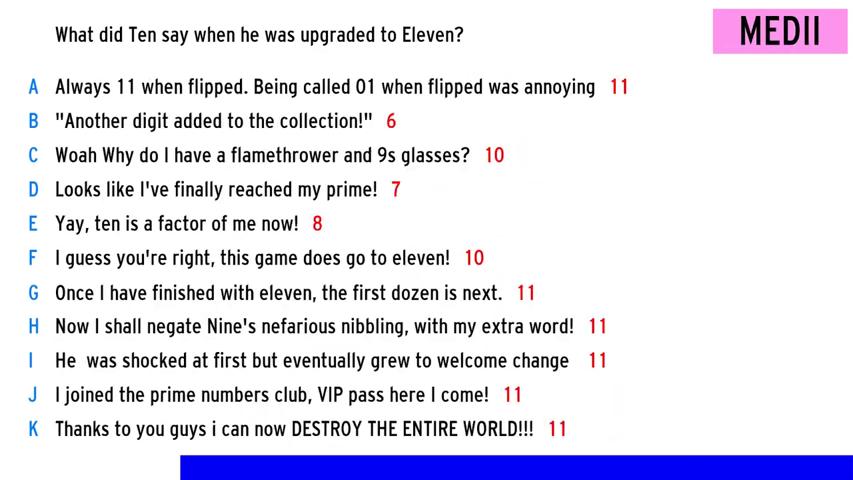 What did Ten say when he was upgraded to Eleven?
MEDII
A Always 11 when flipped. Being called 01 when flipped was annoying 11
B "Another digit added to the collection!" 6
C Woah Why do I have a flamethrower and 9s glasses? 10
D Looks like I've finally reached my prime! 7
E Yay, ten is a factor of me now! 8
F I guess you're right, this game does go to eleven! 10
G Once I have finished with eleven, the first dozen is next. 11
H Now I shall negate Nine's nefarious nibbling, with my extra word! 11
I He  was shocked at first but eventually grew to welcome change 11
J I joined the prime numbers club, VIP pass here I come! 11
K Thanks to you guys i can now DESTROY THE ENTIRE WORLD!!! 11